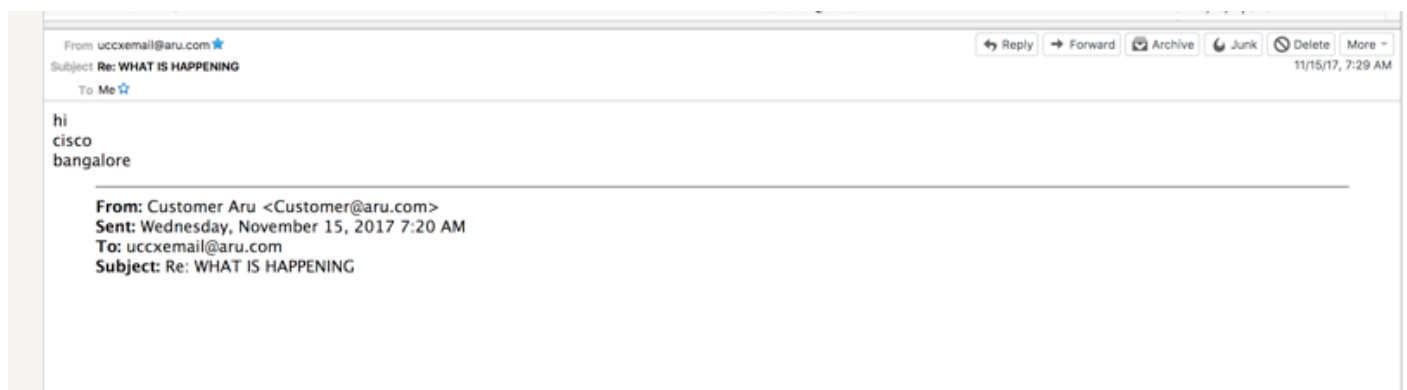 From uccxemail@aru.com
Reply Forward Archive Junk Delete More
Subject Re: WHAT IS HAPPENING
11/15/17, 7:29 AM
To Me
hi
cisco
bangalore
From: Customer Aru <Customer@aru.com>
Sent: Wednesday, November 15, 2017 7:20 AM
To: uccxemail@aru.com
Subject: Re: WHAT IS HAPPENING